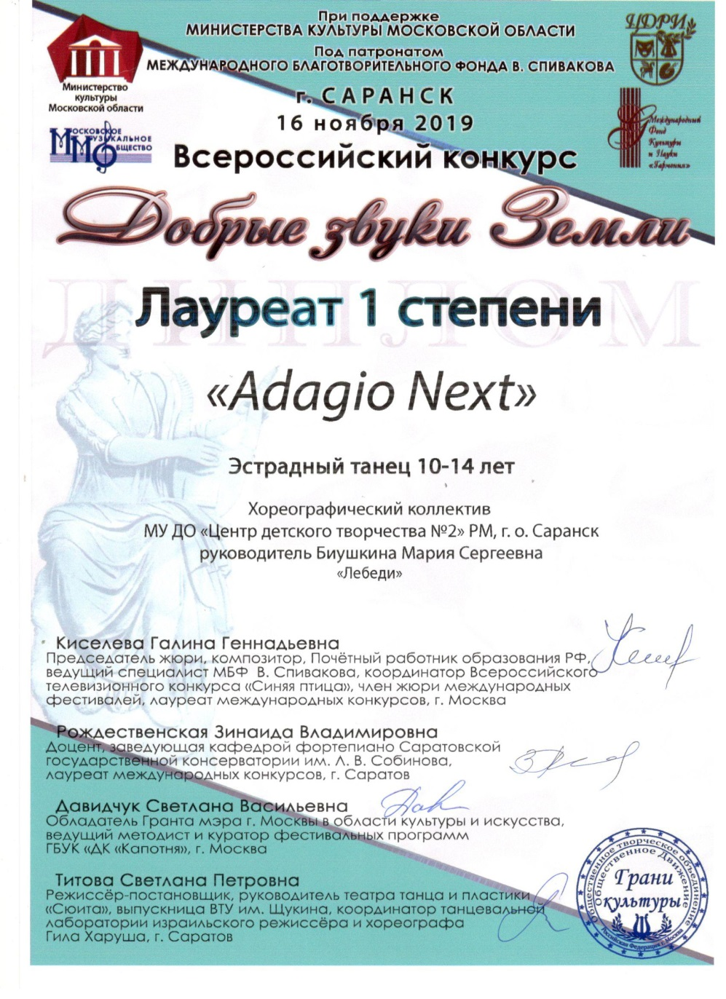 При поддержке
МИНИСТЕРСТВА КУЛЬТУРЫ МОСКОВСКОЙ ОБЛАСТИ
Под патронатом
МЕЖДУНАРОДНОГО БЛАГОТВОРИТЕЛЬНОГО ФОНДА В. СПИВАКОВА
ЦДРИ
Министерство
культуры
Московской области
г. САРАНСК
16 ноября 2019
МОСКОВСКОЕ
МУЗЫКАЛЬНОЕ
ОБЩЕСТВО
Международный
Фонд
Культуры
и Науки
«Гармония»
Всероссийский конкурс
Добрые звуки Земли
ДИПЛОМ
Лауреат 1 степени
«Adagio Next»
Эстрадный танец 10-14 лет
Хореографический коллектив
МУ ДО «Центр детского творчества №2» РМ, г. о. Саранск
руководитель Биушкина Мария Сергеевна
«Лебеди»
Киселева Галина Геннадьевна
Председатель жюри, композитор, Почётный работник образования РФ,
ведущий специалист МБФ В. Спивакова, координатор Всероссийского
телевизионного конкурса «Синяя птица», член жюри международных
фестивалей, лауреат международных конкурсов, г. Москва
Рождественская Зинаида Владимировна
Доцент, заведующая кафедрой фортепиано Саратовской
государственной консерватории им. Л. В. Собинова,
лауреат международных конкурсов, г. Саратов
Давидчук Светлана Васильевна
Обладатель Гранта мэра г. Москвы в области культуры и искусства,
ведущий методист и куратор фестивальных программ
ГБУК «ДК «Капотня», г. Москва
Титова Светлана Петровна
Режиссёр-постановщик, руководитель театра танца и пластики
«Сюита», выпускница ВТУ им. Щукина, координатор танцевальной
лаборатории израильского режиссёра и хореографа
Гила Харуша, г. Саратов
Общественное творческое объединение
Общественное Движение
Грани
культуры
Российская Федерация г. Москва